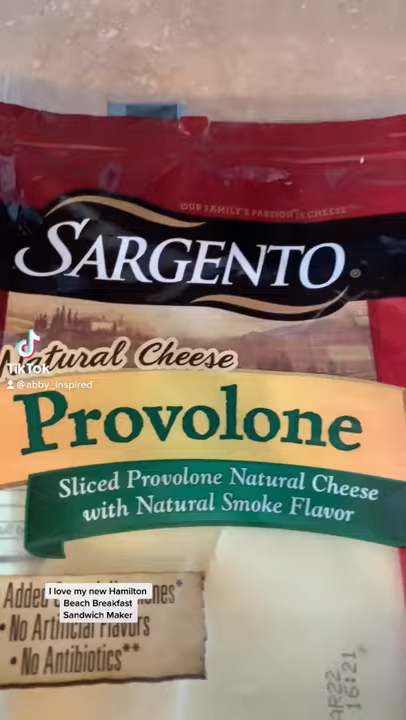 OUR FAMILY'S PASSION IS CHEESE
SARGENTO®
Natural Cheese
TikTok
@abby_inspired
Provolone
Sliced Provolone Natural Cheese
with Natural Smoke Flavor
I love my new Hamilton
Beach Breakfast
Sandwich Maker
Added
• No Artificial Flavors
• No Antibiotics**
AR22
16:21